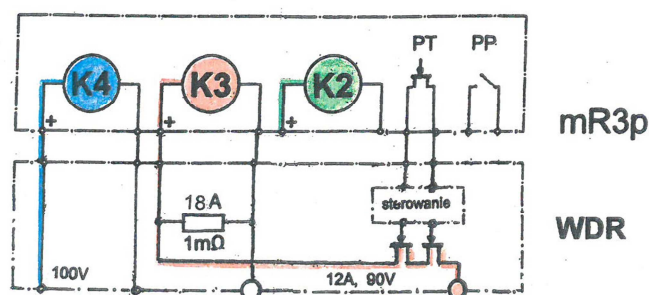 PT PP
K4 K3 K2
+ + +
mR3p
18A
sterowanie
WDR
1mΩ
100V
12A, 90V